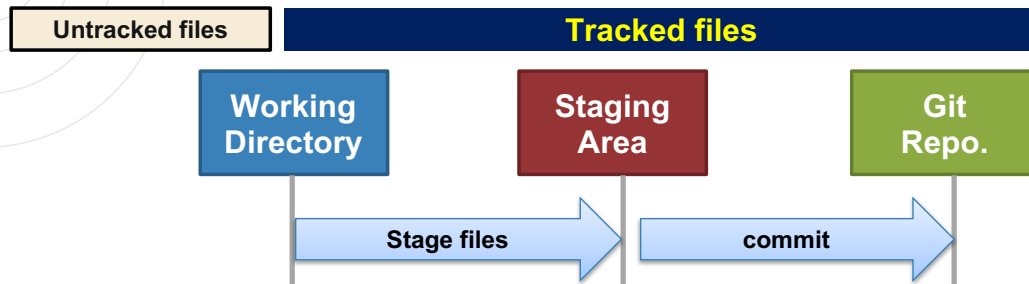 Untracked files
Tracked files
Working
Directory
Staging
Area
Git
Repo.
Stage files
commit